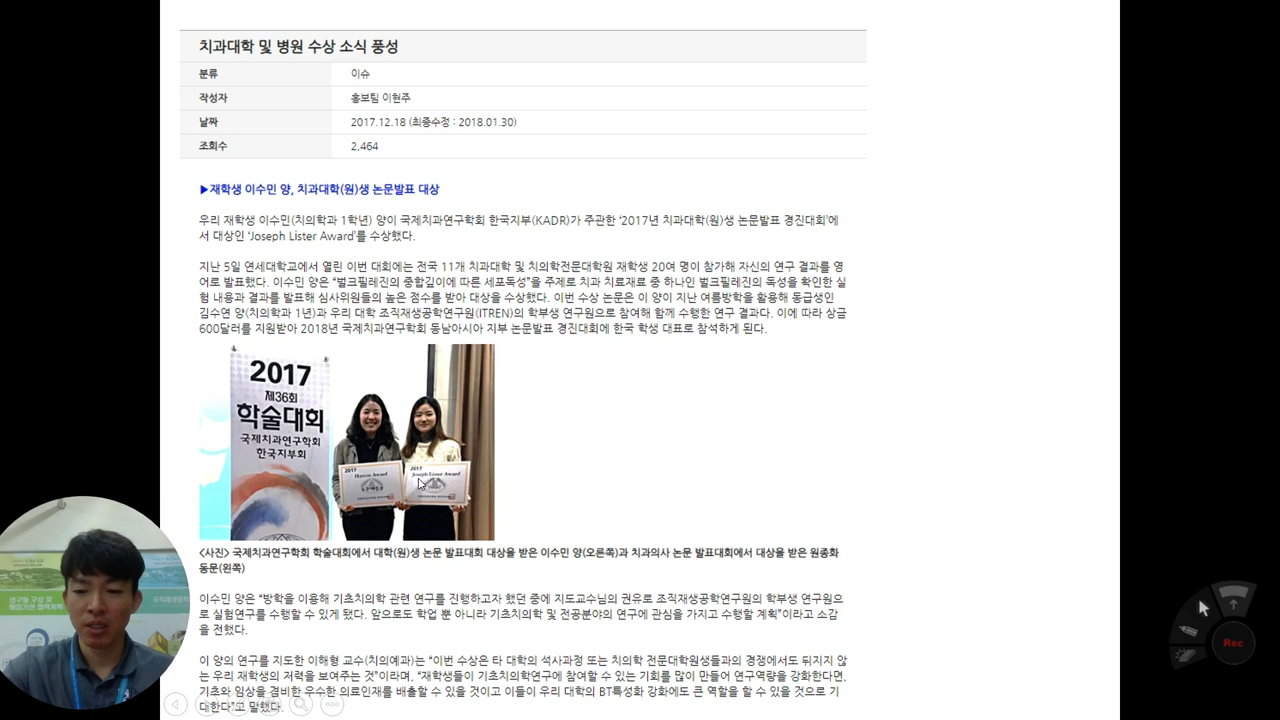 치과대학 및 병원 수상 소식 풍성
분류 이슈
작성자 홍보팀 이현주
날짜 2017.12.18 (최종수정 : 2018.01.30)
조회수 2,464
▶재학생 이수민 양, 치과대학(원)생 논문발표 대상
우리 재학생 이수민(치의학과 1학년) 양이 국제치과연구학회 한국지부(KADR)가 주관한 ‘2017년 치과대학(원)생 논문발표 경진대회’에
서 대상인 ‘Joseph Lister Award’를 수상했다.
지난 5일 연세대학교에서 열린 이번 대회에는 전국 11개 치과대학 및 치의학전문대학원 재학생 20여 명이 참가해 자신의 연구 결과를 영
어로 발표했다. 이수민 양은 “벌크필레진의 중합깊이에 따른 세포독성”을 주제로 치과 치료재료 중 하나인 벌크필레진의 독성을 확인한 실
험 내용과 결과를 발표해 심사위원들의 높은 점수를 받아 대상을 수상했다. 이번 수상 논문은 이 양이 지난 여름방학을 활용해 동급생인
김수연 양(치의학과 1년)과 우리 대학 조직재생공학연구원(ITREN)의 학부생 연구원으로 참여해 함께 수행한 연구 결과다. 이에 따라 상금
600달러를 지원받아 2018년 국제치과연구학회 동남아시아 지부 논문발표 경진대회에 한국 학생 대표로 참석하게 된다.
2017
제36회
학술대회
국제치과연구학회
한국지부회
2017
Award
2017
Joseph Lister Award
<사진> 국제치과연구학회 학술대회에서 대학(원)생 논문 발표대회 대상을 받은 이수민 양(오른쪽)과 치과의사 논문 발표대회에서 대상을 받은 원종화
동문(왼쪽)
이수민 양은 “방학을 이용해 기초치의학 관련 연구를 진행하고자 했던 중에 지도교수님의 권유로 조직재생공학연구원의 학부생 연구원으
로 실험연구를 수행할 수 있게 됐다. 앞으로도 학업 뿐 아니라 기초치의학 및 전공분야의 연구에 관심을 가지고 수행할 계획”이라고 소감
을 전했다.
이 양의 연구를 지도한 이해형 교수(치의예과)는 “이번 수상은 타 대학의 석사과정 또는 치의학 전문대학원생들과의 경쟁에서도 뒤지지 않
는 우리 재학생의 저력을 보여주는 것”이라며, “재학생들이 기초치의학연구에 참여할 수 있는 기회를 많이 만들어 연구역량을 강화한다면,
기초와 임상을 겸비한 우수한 의료인재를 배출할 수 있을 것이고 이들이 우리 대학의 BT특성화 강화에도 큰 역할을 할 수 있을 것으로 기
대한다”고 말했다.
연구팀 구성 및
Rec